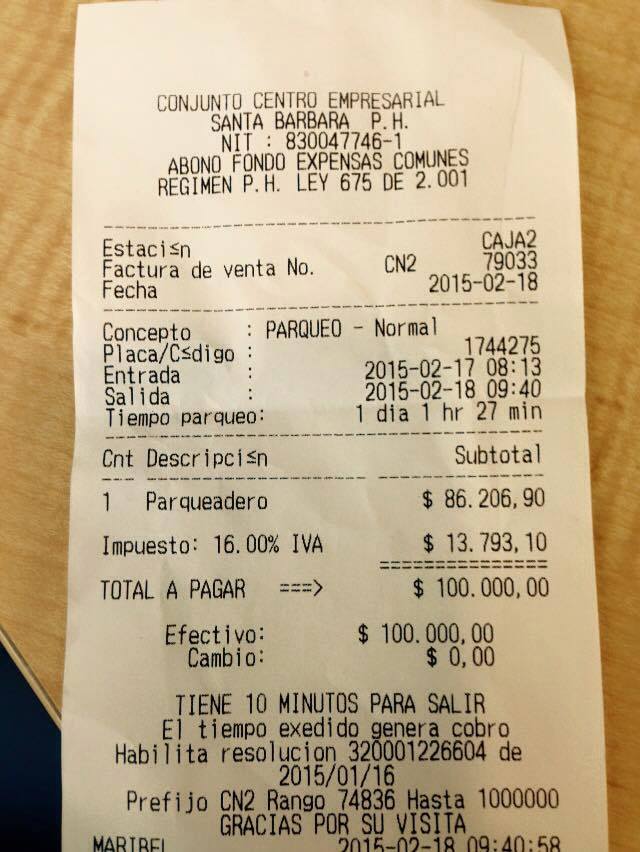 CONJUNTO CENTRO EMPRESARIAL
SANTA BARBARA P.H.
NIT : 830047746-1
ABONO FONDO EXPENSAS COMUNES
REGIMEN P.H. LEY 675 DE 2.001
Estaci≤n CAJA2
Factura de venta No. CN2 79033
Fecha 2015-02-18
Concepto : PARQUEO - Normal
Placa/C≤digo : 1744275
Entrada : 2015-02-17 08:13
Salida : 2015-02-18 09:40
Tiempo parqueo: 1 dia 1 hr 27 min
Cnt Descripci≤n Subtotal
1 Parqueadero $ 86.206,90
Impuesto: 16.00% IVA $ 13.793,10
===============
TOTAL A PAGAR ===> $ 100.000,00
Efectivo: $ 100.000,00
Cambio: $ 0,00
TIENE 10 MINUTOS PARA SALIR
El tiempo exedido genera cobro
Habilita resolucion 320001226604 de
2015/01/16
Prefijo CN2 Rango 74836 Hasta 1000000
GRACIAS POR SU VISITA
MARIBEL 2015-02-18 09:40:58